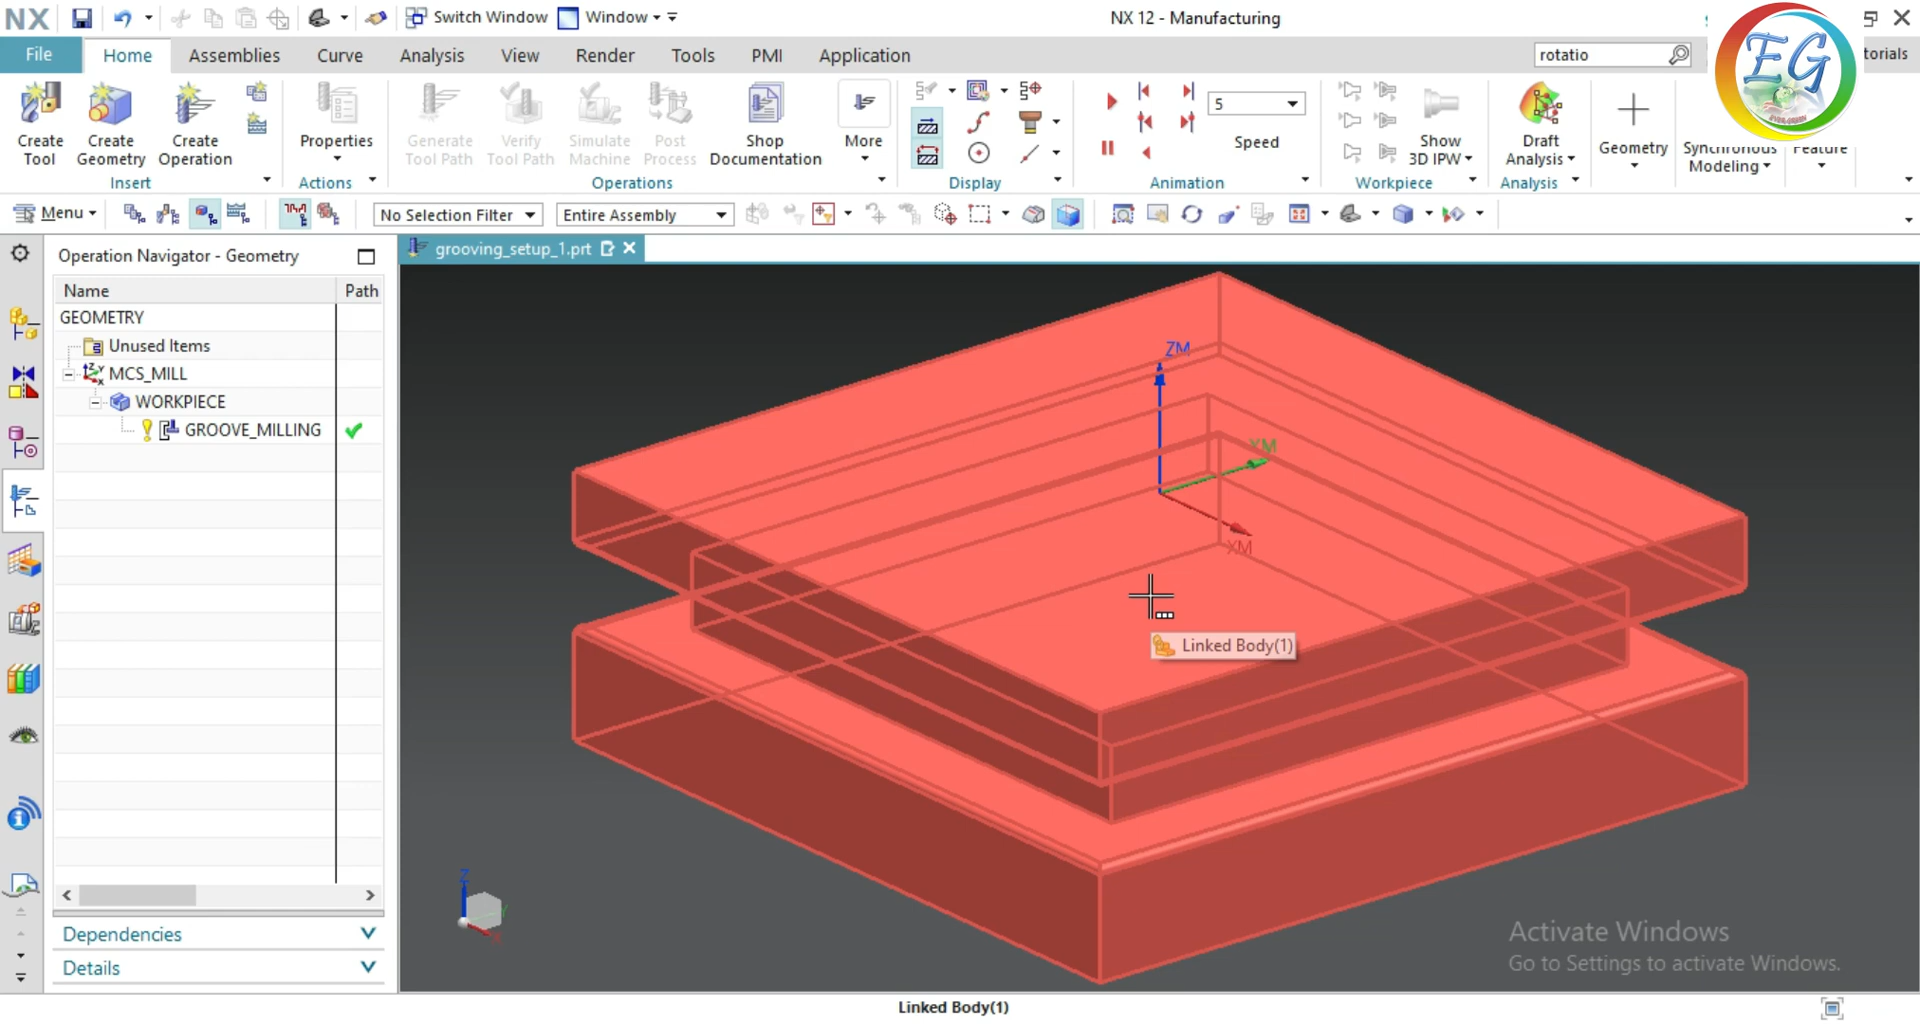 NX
Switch Window
Window
NX 12 - Manufacturing
File
Home
Assemblies
Curve
Analysis
View
Render
Tools
PMI
Application
rotatio
torials
EG
Create Tool
Create Geometry
Create Operation
Insert
Properties
Actions
Generate Tool Path
Verify Tool Path
Simulate Machine
Post Process
Shop Documentation
More
Operations
Display
5
Speed
Animation
Show 3D IPW
Workpiece
Draft Analysis
Analysis
Geometry
Synchronous Modeling
Feature
Menu
No Selection Filter
Entire Assembly
Operation Navigator - Geometry
grooving_setup_1.prt
Name
Path
GEOMETRY
Unused Items
MCS_MILL
WORKPIECE
GROOVE_MILLING
Dependencies
Details
ZM
YM
XM
Linked Body(1)
Z
Y
X
Activate Windows
Go to Settings to activate Windows.
Linked Body(1)